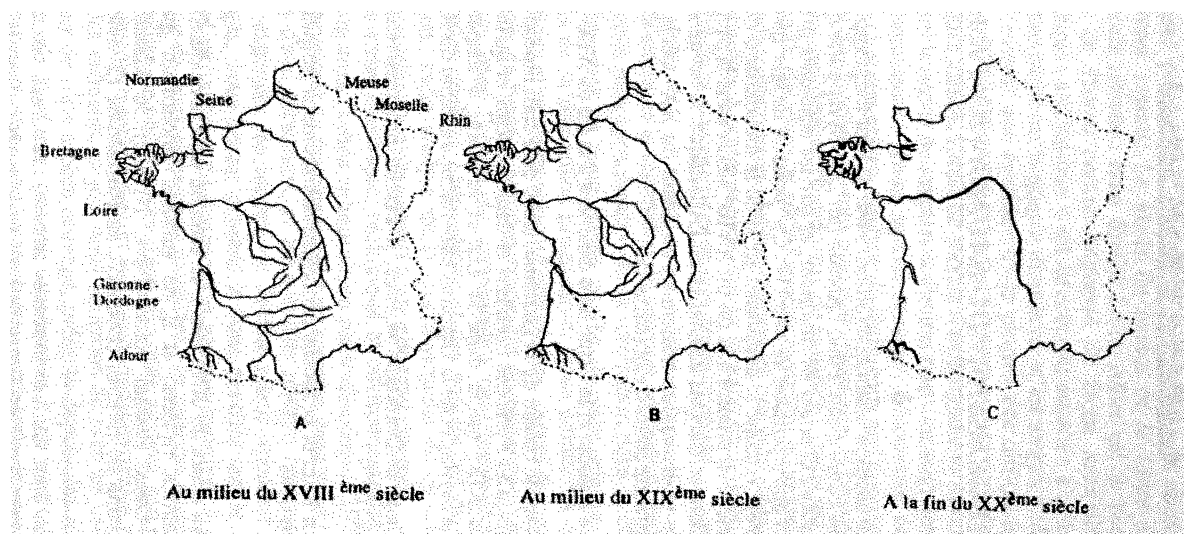 Normandie
Seine
Meuse
Moselle
Rhin
Bretagne
Loire
Garonne -
Dordogne
Adour
A
B
C
Au milieu du XVIII ème siècle
Au milieu du XIXème siècle
A la fin du XXème siècle